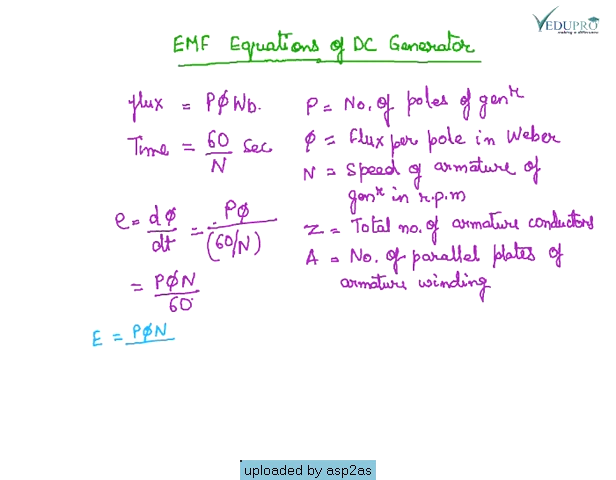 VEDUPRO
making a difference
EMF Equations of DC Generator
flux = PφWb.
Time = 60/N Sec
e = dφ/dt = Pφ/(60/N)
= PφN/60
E = PφN
P = No. of poles of genr
φ = Flux per pole in Weber
N = Speed of armature of
genr in r.p.m
Z = Total no. of armature conductors
A = No. of parallel plates of
armature winding
uploaded by asp2as